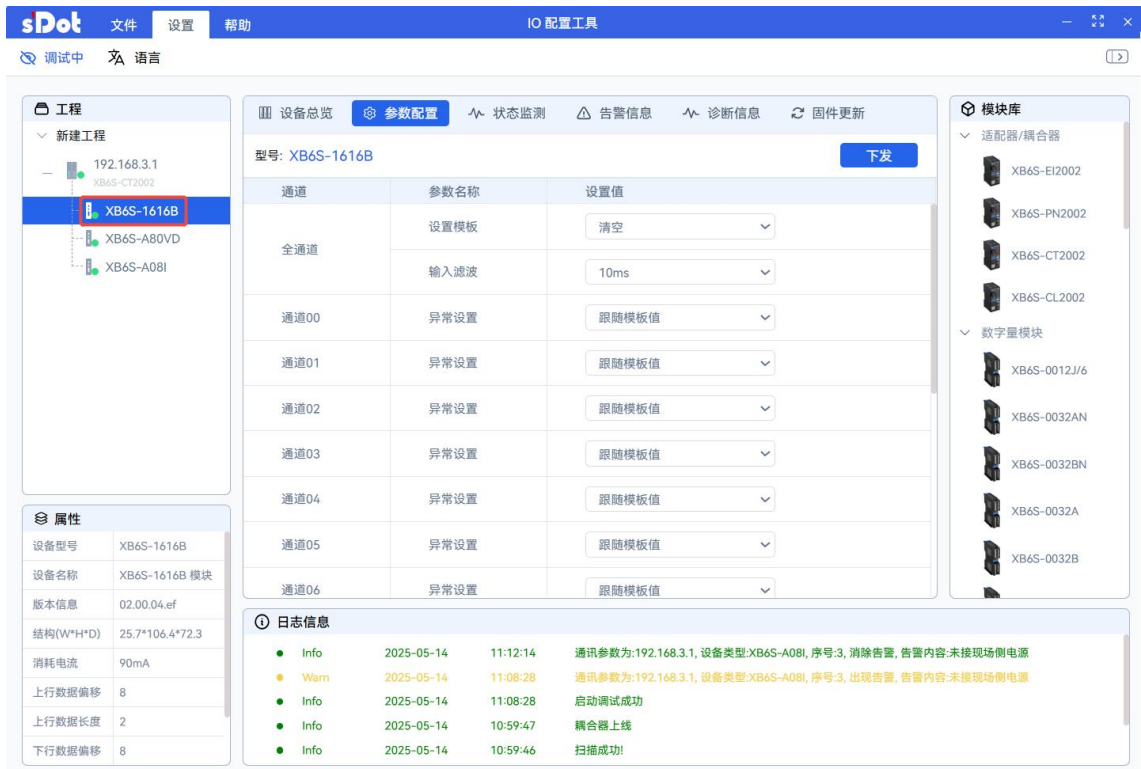 sDot 文件 设置 帮助 IO 配置工具
调试中 语言
工程
新建工程
192.168.3.1
XB6S-CT2002
XB6S-1616B
XB6S-A80VD
XB6S-A08I
设备总览 参数配置 状态监测 告警信息 诊断信息 固件更新
型号: XB6S-1616B 下发
通道 参数名称 设置值
全通道 设置模板 清空
输入滤波 10ms
通道00 异常设置 跟随模板值
通道01 异常设置 跟随模板值
通道02 异常设置 跟随模板值
通道03 异常设置 跟随模板值
通道04 异常设置 跟随模板值
通道05 异常设置 跟随模板值
通道06 异常设置 跟随模板值
模块库
适配器/耦合器
XB6S-EI2002
XB6S-PN2002
XB6S-CT2002
XB6S-CL2002
数字量模块
XB6S-0012J/6
XB6S-0032AN
XB6S-0032BN
XB6S-0032A
XB6S-0032B
属性
设备型号 XB6S-1616B
设备名称 XB6S-1616B 模块
版本信息 02.00.04.ef
结构(W*H*D) 25.7*106.4*72.3
消耗电流 90mA
上行数据偏移 8
上行数据长度 2
下行数据偏移 8
日志信息
Info 2025-05-14 11:12:14 通讯参数为:192.168.3.1, 设备类型:XB6S-A08I, 序号:3, 消除告警, 告警内容:未接现场侧电源
Warn 2025-05-14 11:08:28 通讯参数为:192.168.3.1, 设备类型:XB6S-A08I, 序号:3, 出现告警, 告警内容:未接现场侧电源
Info 2025-05-14 11:08:28 启动调试成功
Info 2025-05-14 10:59:47 耦合器上线
Info 2025-05-14 10:59:46 扫描成功!